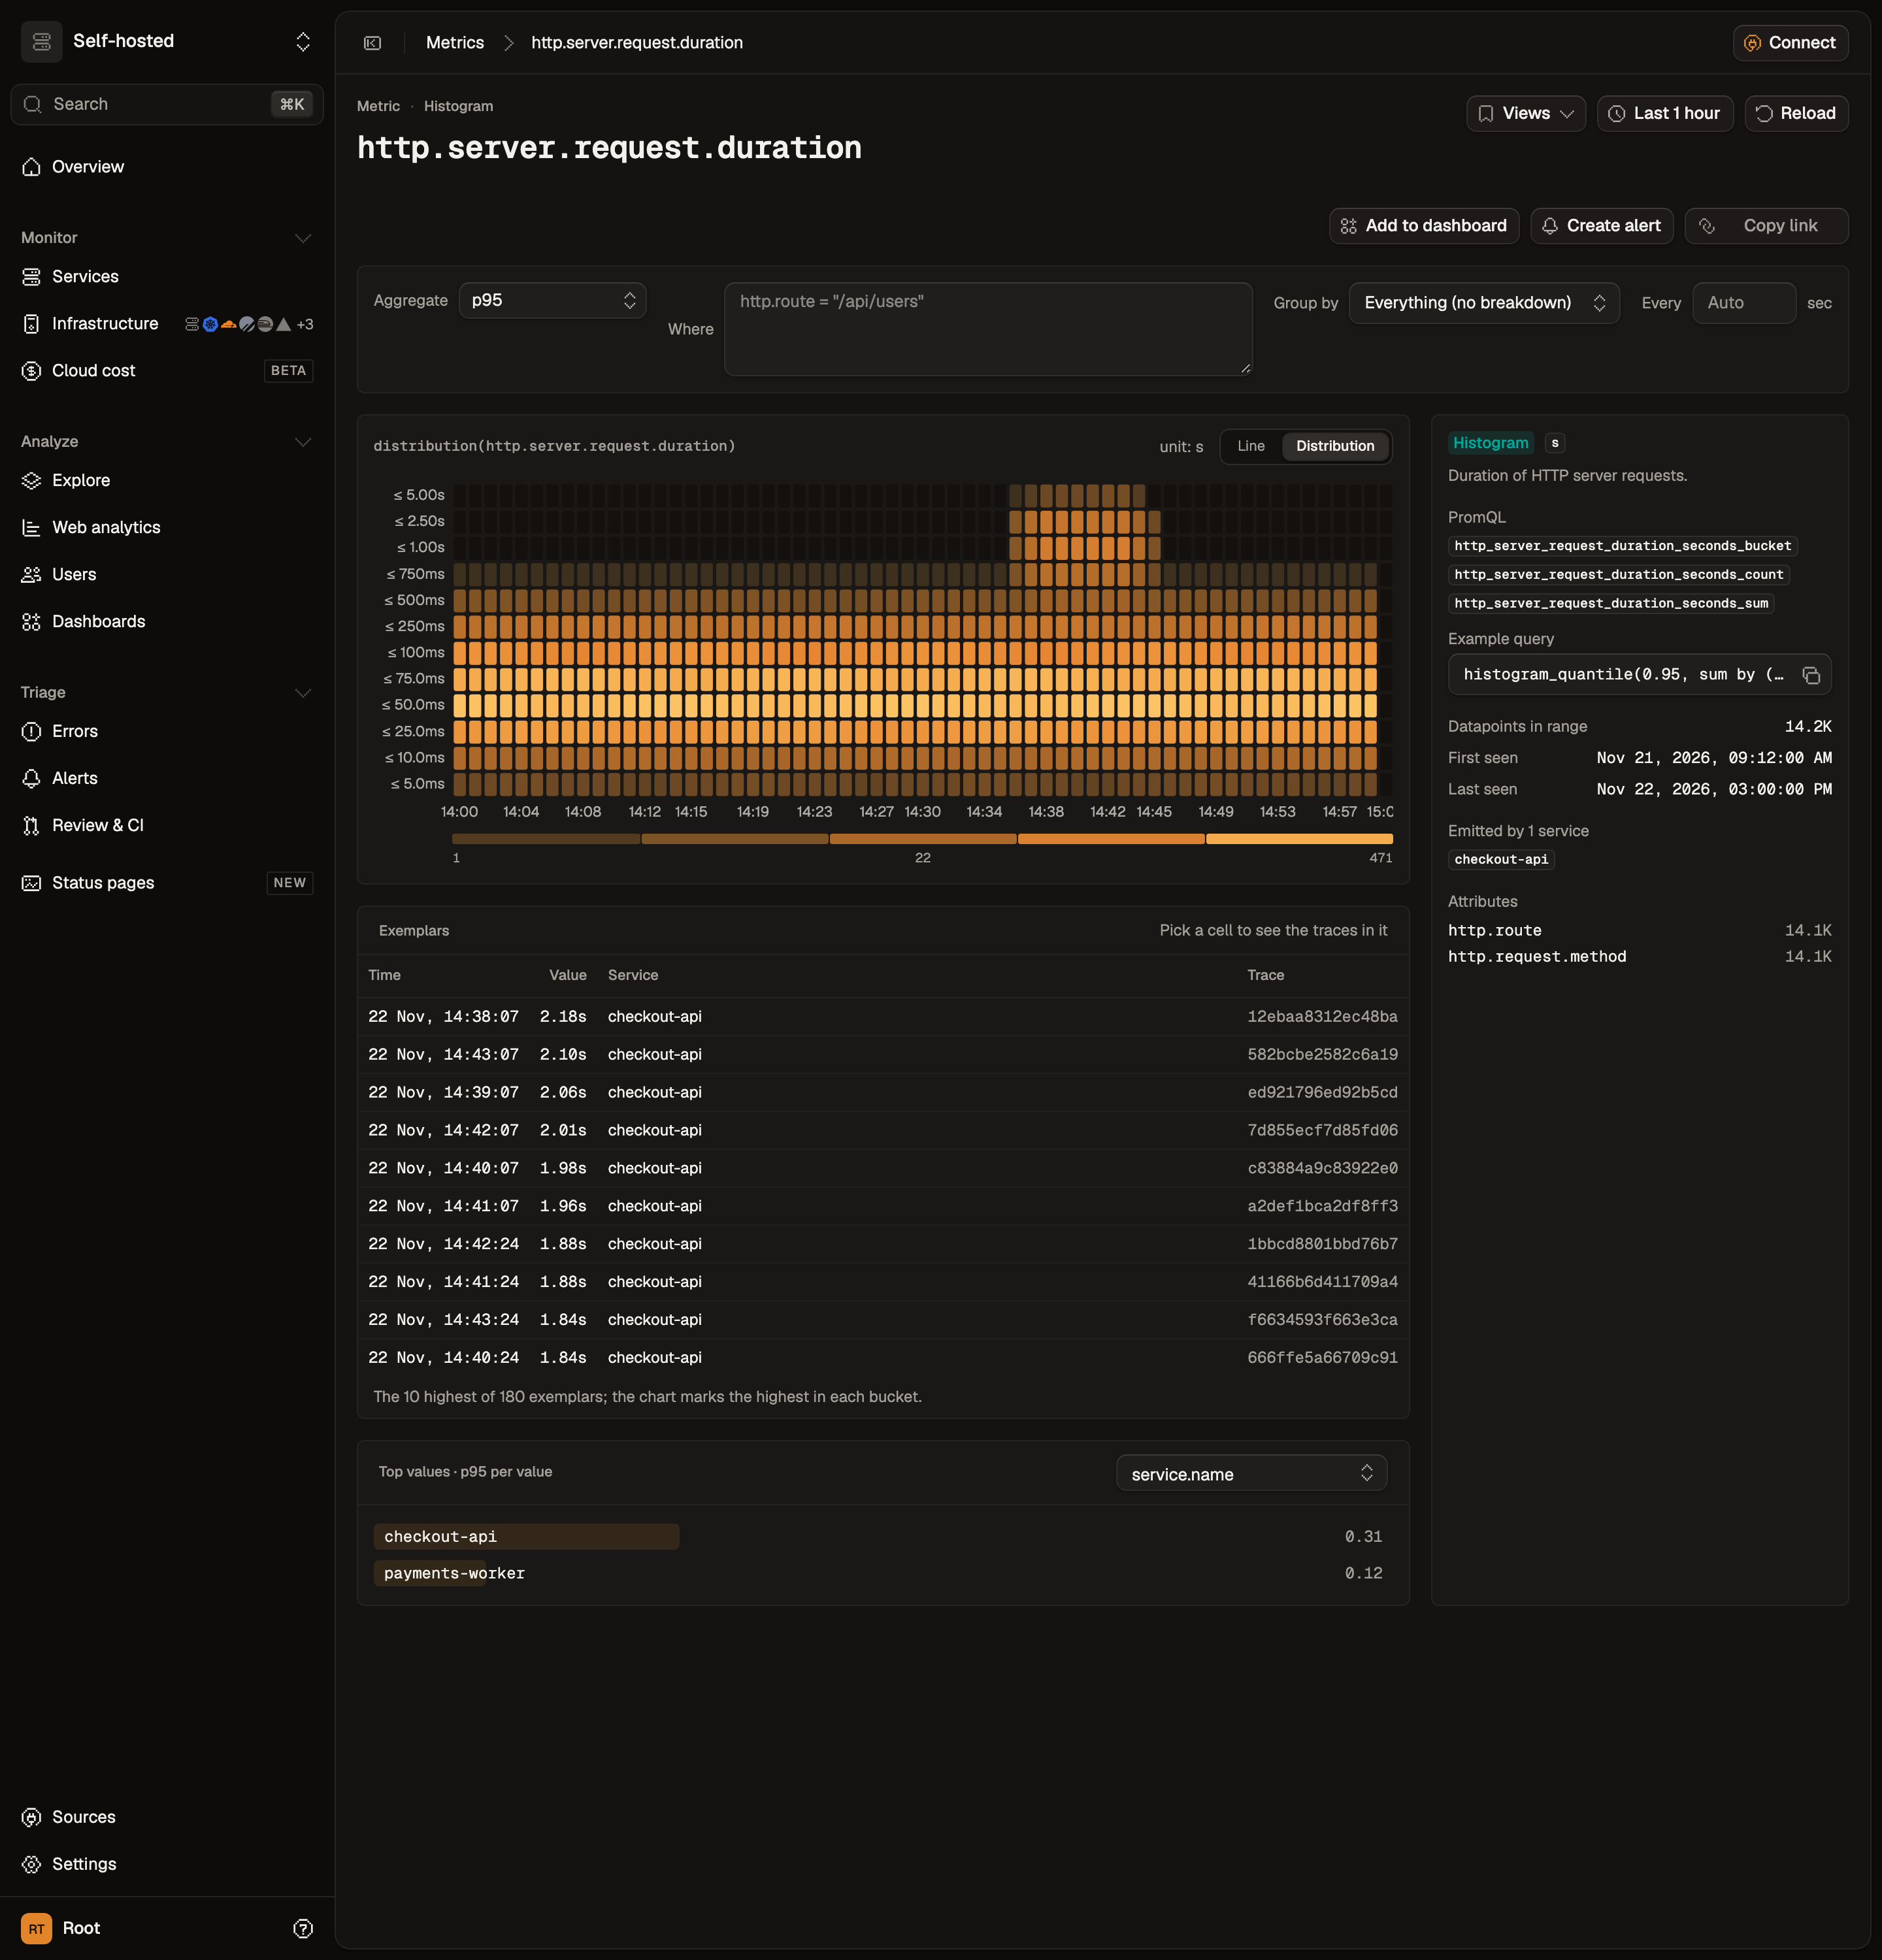 Self-hosted
Search ⌘K
Overview
Monitor
Services
Infrastructure +3
Cloud cost BETA
Analyze
Explore
Web analytics
Users
Dashboards
Triage
Errors
Alerts
Review & CI
Status pages NEW
Sources
Settings
RT Root
Metrics http.server.request.duration
Connect
Metric · Histogram
http.server.request.duration
Views Last 1 hour Reload
Add to dashboard Create alert Copy link
Aggregate p95
Where http.route = "/api/users"
Group by Everything (no breakdown)
Every Auto sec
distribution(http.server.request.duration)
unit: s Line Distribution
≤ 5.00s
≤ 2.50s
≤ 1.00s
≤ 750ms
≤ 500ms
≤ 250ms
≤ 100ms
≤ 75.0ms
≤ 50.0ms
≤ 25.0ms
≤ 10.0ms
≤ 5.0ms
14:00 14:04 14:08 14:12 14:15 14:19 14:23 14:27 14:30 14:34 14:38 14:42 14:45 14:49 14:53 14:57 15:0
1 22 471
Exemplars Pick a cell to see the traces in it
Time Value Service Trace
22 Nov, 14:38:07 2.18s checkout-api 12ebaa8312ec48ba
22 Nov, 14:43:07 2.10s checkout-api 582bcbe2582c6a19
22 Nov, 14:39:07 2.06s checkout-api ed921796ed92b5cd
22 Nov, 14:42:07 2.01s checkout-api 7d855ecf7d85fd06
22 Nov, 14:40:07 1.98s checkout-api c83884a9c83922e0
22 Nov, 14:41:07 1.96s checkout-api a2def1bca2df8ff3
22 Nov, 14:42:24 1.88s checkout-api 1bbcd8801bbd76b7
22 Nov, 14:41:24 1.88s checkout-api 41166b6d411709a4
22 Nov, 14:43:24 1.84s checkout-api f6634593f663e3ca
22 Nov, 14:40:24 1.84s checkout-api 666ffe5a66709c91
The 10 highest of 180 exemplars; the chart marks the highest in each bucket.
Top values · p95 per value service.name
checkout-api 0.31
payments-worker 0.12
Histogram s
Duration of HTTP server requests.
PromQL
http_server_request_duration_seconds_bucket
http_server_request_duration_seconds_count
http_server_request_duration_seconds_sum
Example query
histogram_quantile(0.95, sum by (…
Datapoints in range 14.2K
First seen Nov 21, 2026, 09:12:00 AM
Last seen Nov 22, 2026, 03:00:00 PM
Emitted by 1 service
checkout-api
Attributes
http.route 14.1K
http.request.method 14.1K